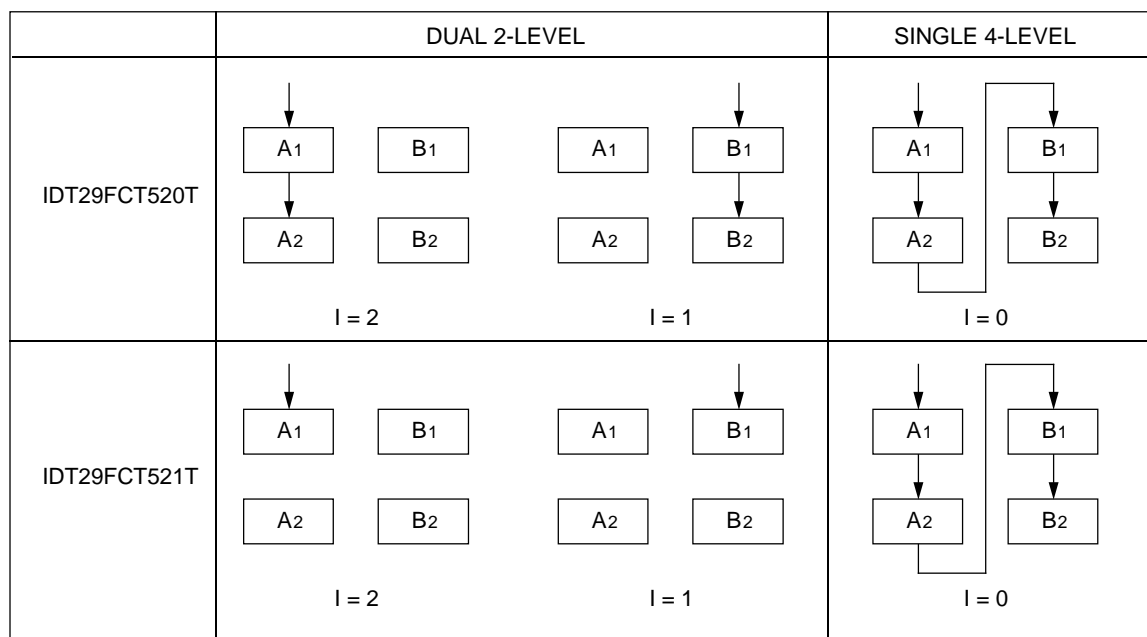 DUAL 2-LEVEL SINGLE 4-LEVEL
A1 B1 A1 B1 A1 B1
IDT29FCT520T
A2 B2 A2 B2 A2 B2
I = 2 I = 1 I = 0
A1 B1 A1 B1 A1 B1
IDT29FCT521T
A2 B2 A2 B2 A2 B2
I = 2 I = 1 I = 0